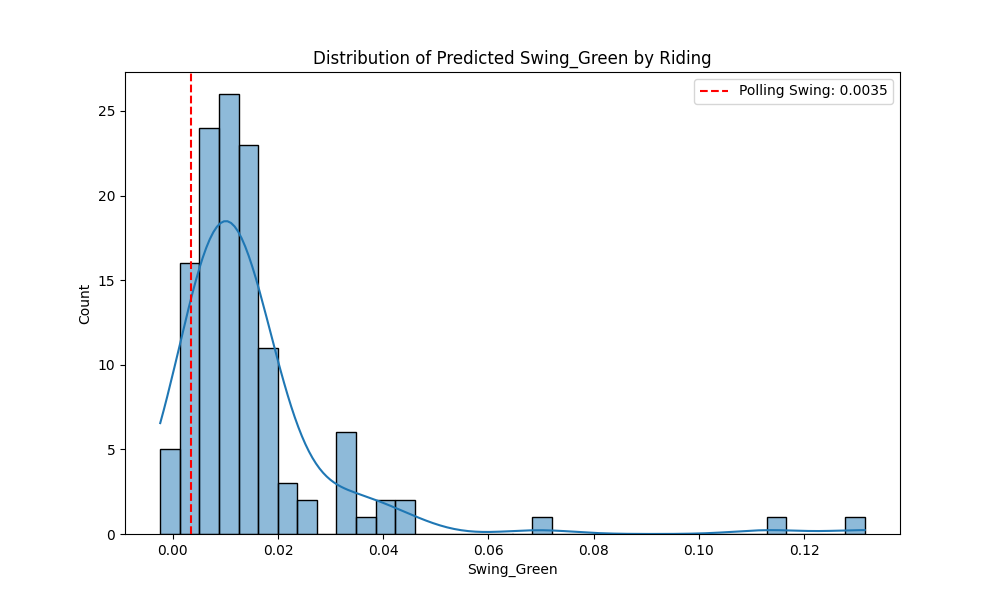 Distribution of Predicted Swing_Green by Riding
Polling Swing: 0.0035
Count
25
20
15
10
5
0
0.00 0.02 0.04 0.06 0.08 0.10 0.12
Swing_Green